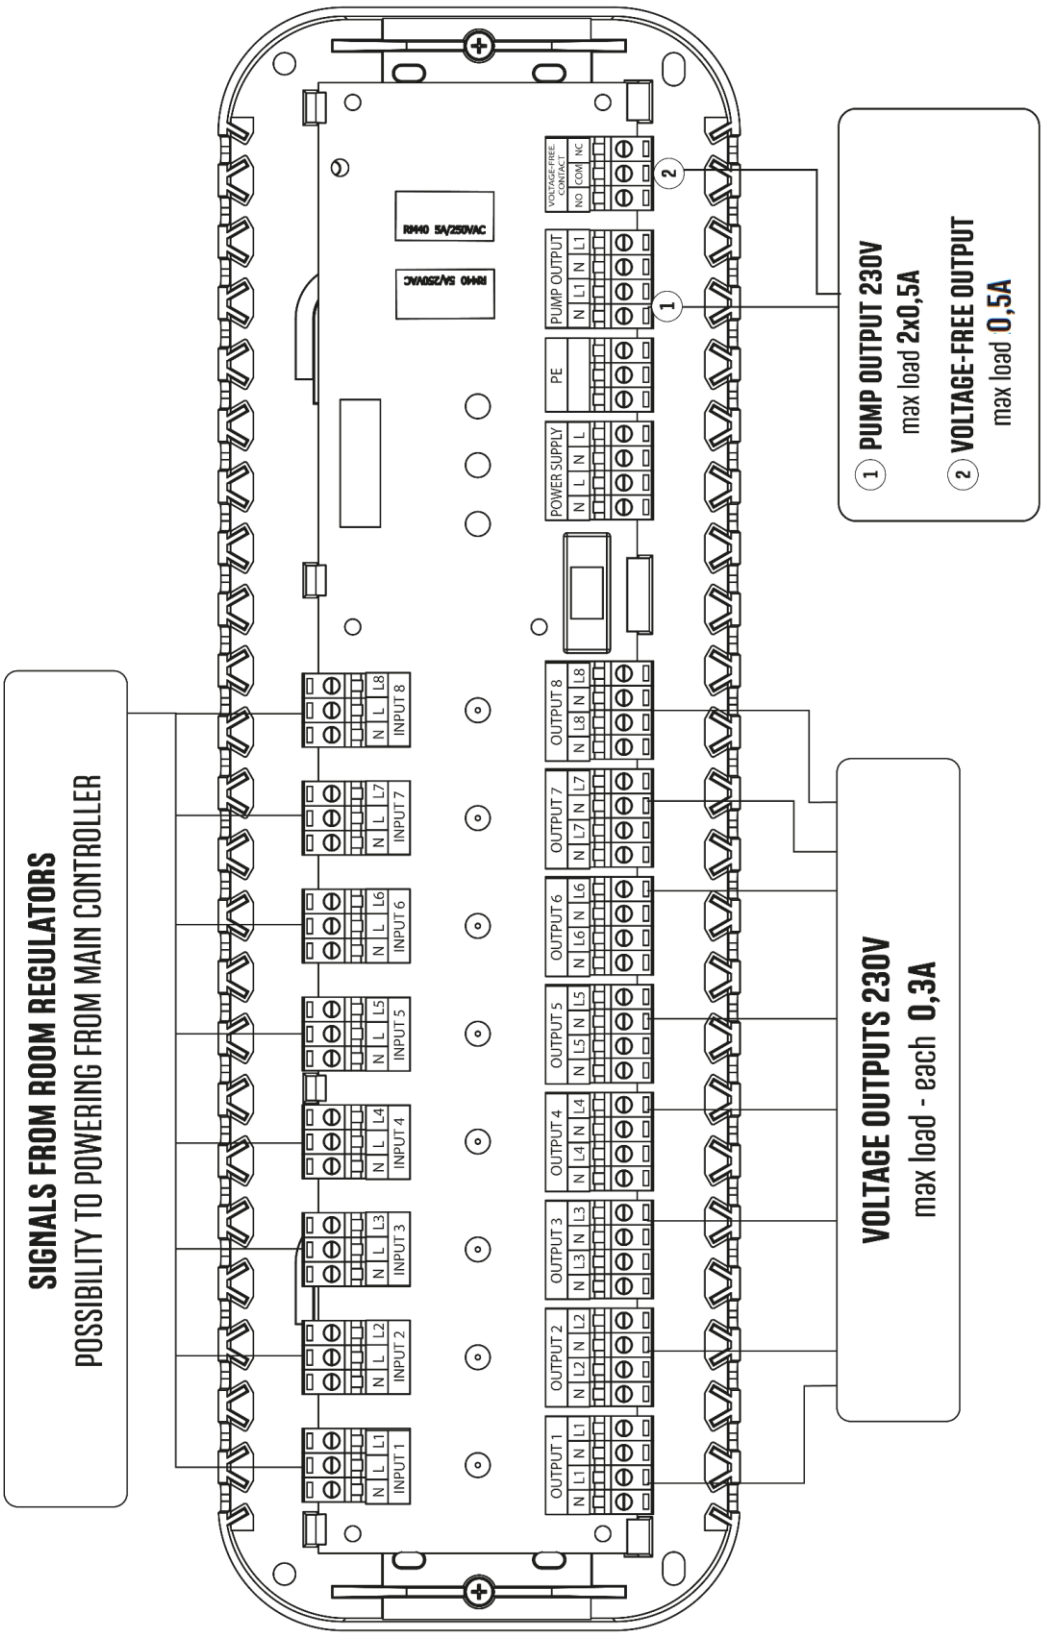 SIGNALS FROM ROOM REGULATORS
POSSIBILITY TO POWERING FROM MAIN CONTROLLER
N L L1
INPUT 1
N L L2
INPUT 2
N L L3
INPUT 3
N L L4
INPUT 4
N L L5
INPUT 5
N L L6
INPUT 6
N L L7
INPUT 7
N L L8
INPUT 8
RM40 5A/250VAC
RM40 5A/250VAC
OUTPUT 1
N L1 N L1
OUTPUT 2
N L2 N L2
OUTPUT 3
N L3 N L3
OUTPUT 4
N L4 N L4
OUTPUT 5
N L5 N L5
OUTPUT 6
N L6 N L6
OUTPUT 7
N L7 N L7
OUTPUT 8
N L8 N L8
POWER SUPPLY
N L N L
PE
PUMP OUTPUT
N L1 N L1
VOLTAGE-FREE.
CONTACT
NO COM NC
1
2
VOLTAGE OUTPUTS 230V
max load - each 0,3A
1 PUMP OUTPUT 230V
max load 2x0,5A
2 VOLTAGE-FREE OUTPUT
max load 0,5A